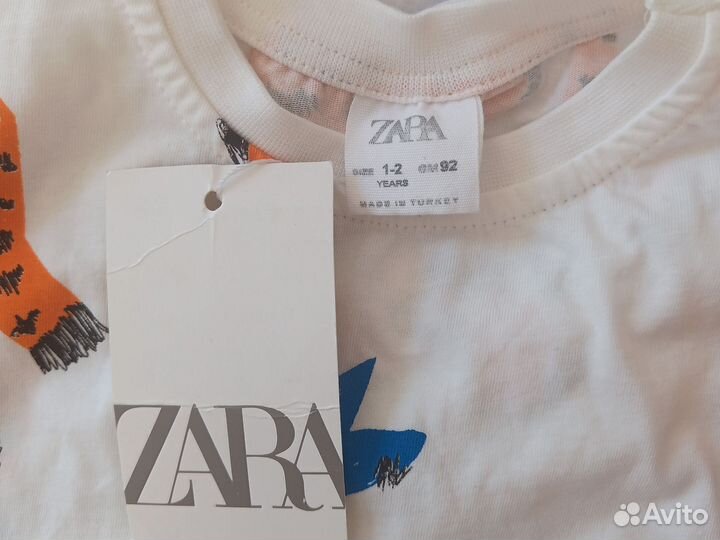 ZARA
SIZE 1-2 CM 92
YEARS
MADE IN TURKEY
ZARA
Avito